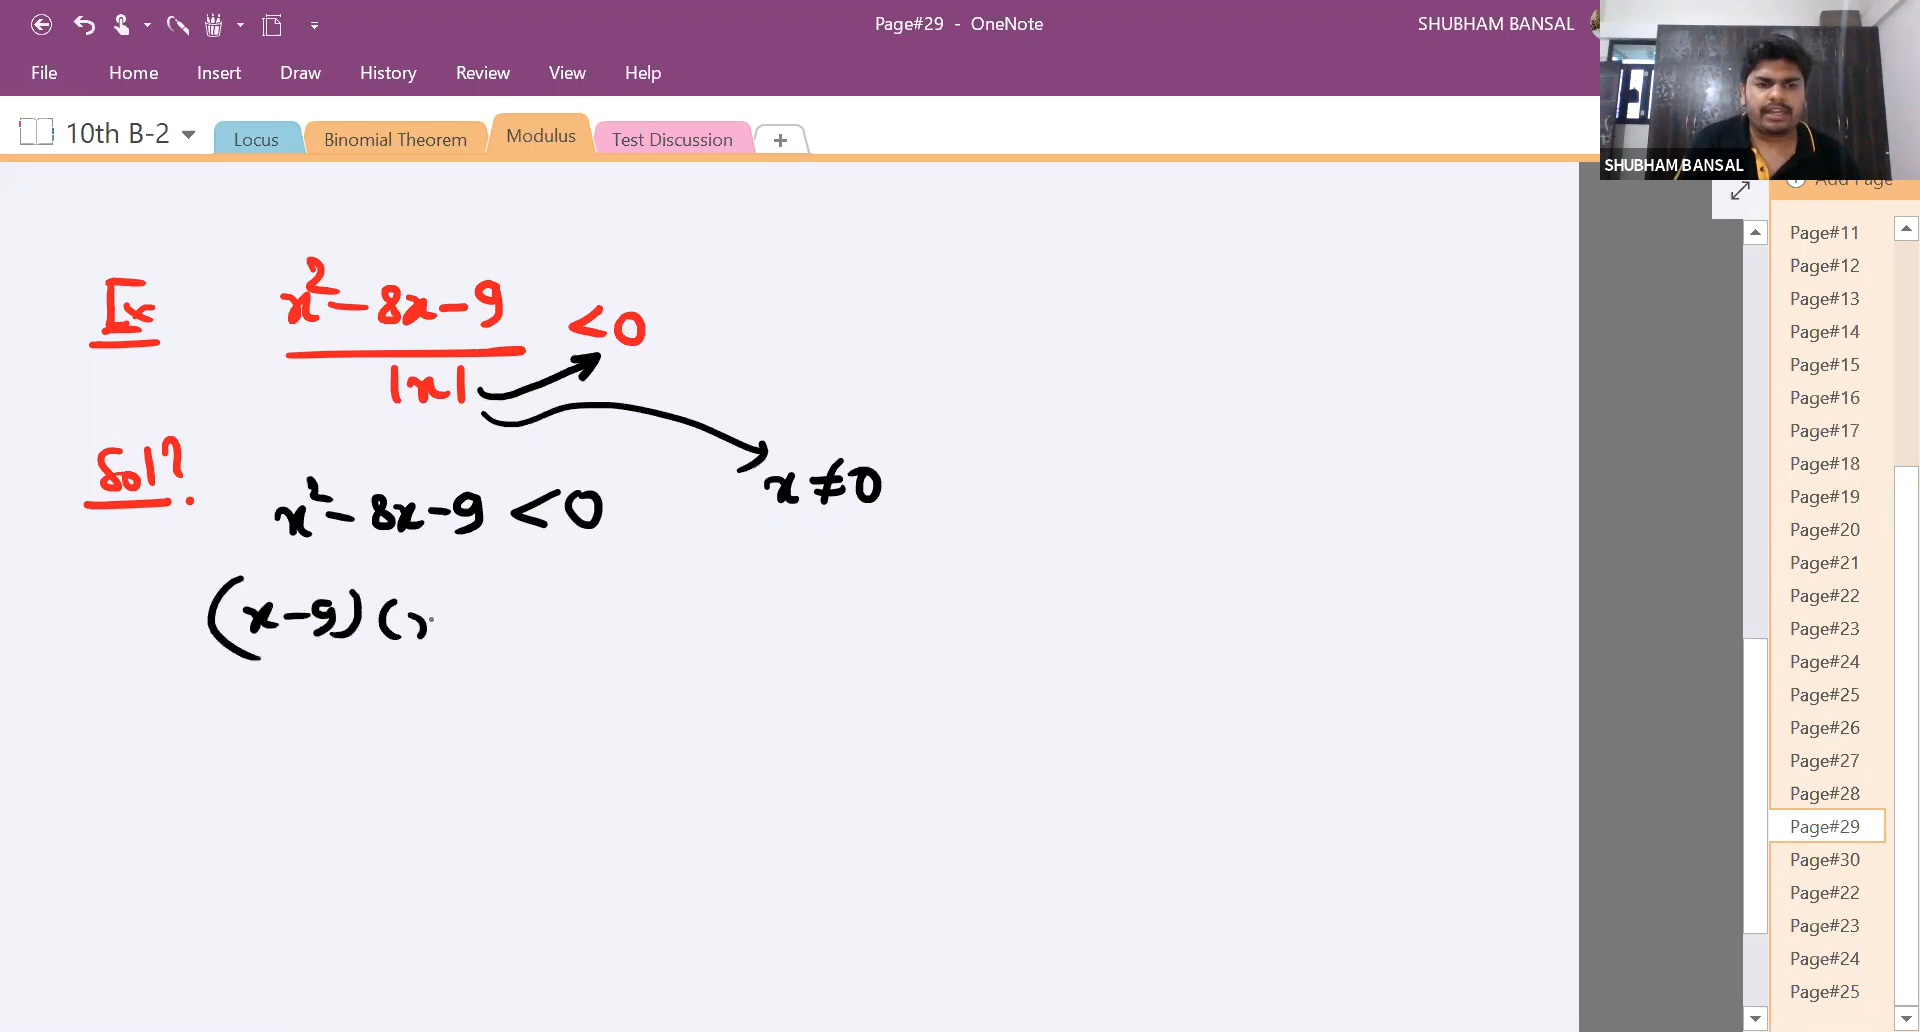 Page#29 - OneNote
SHUBHAM BANSAL
File Home Insert Draw History Review View Help
10th B-2
Locus Binomial Theorem Modulus Test Discussion +
SHUBHAM BANSAL
Add Page
Ex x² - 8x - 9 < 0
|x|
Sol?
x ≠ 0
x² - 8x - 9 < 0
(x - 9) (
Page#11
Page#12
Page#13
Page#14
Page#15
Page#16
Page#17
Page#18
Page#19
Page#20
Page#21
Page#22
Page#23
Page#24
Page#25
Page#26
Page#27
Page#28
Page#29
Page#30
Page#22
Page#23
Page#24
Page#25